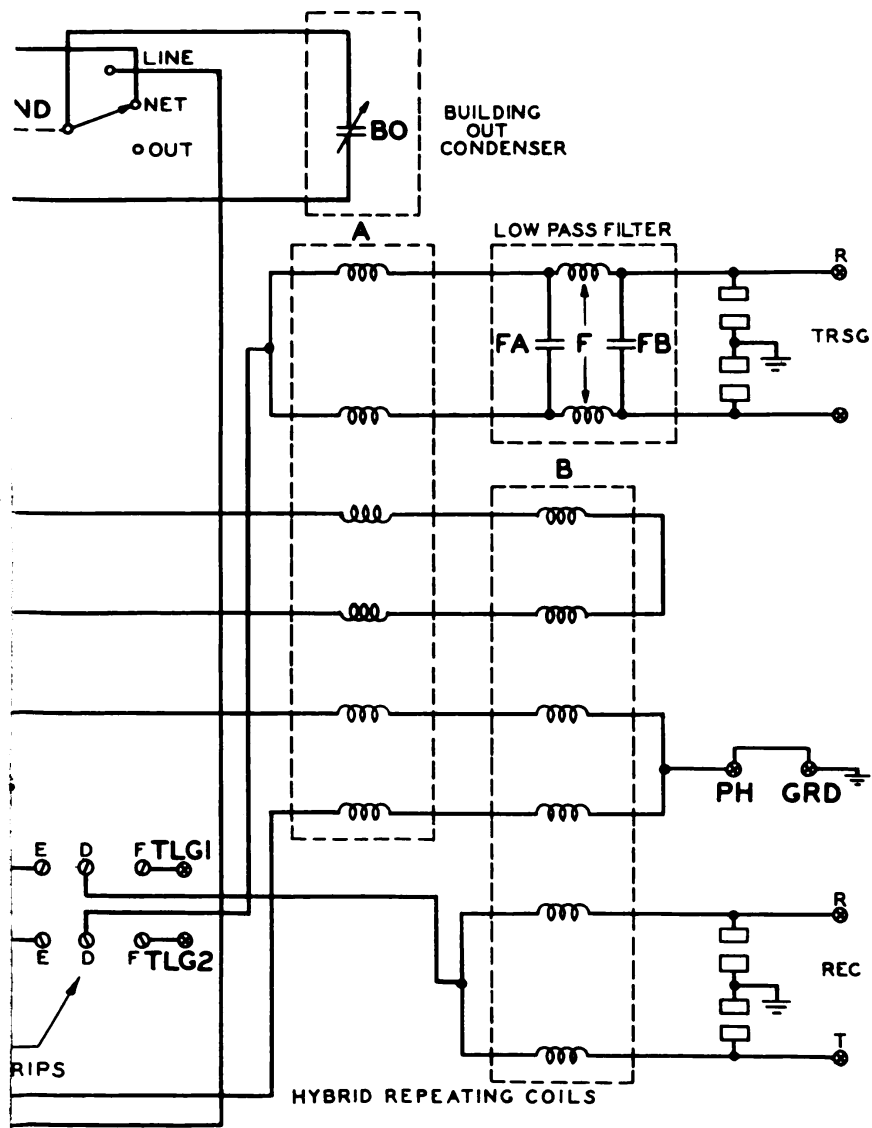 LINE
ND
NET
OUT
BO
BUILDING
OUT
CONDENSER
A
LOW PASS FILTER
R
FA
F
FB
TRSG
B
PH
GRD
E
D
F
TLG1
E
D
F
TLG2
R
REC
T
RIPS
HYBRID REPEATING COILS